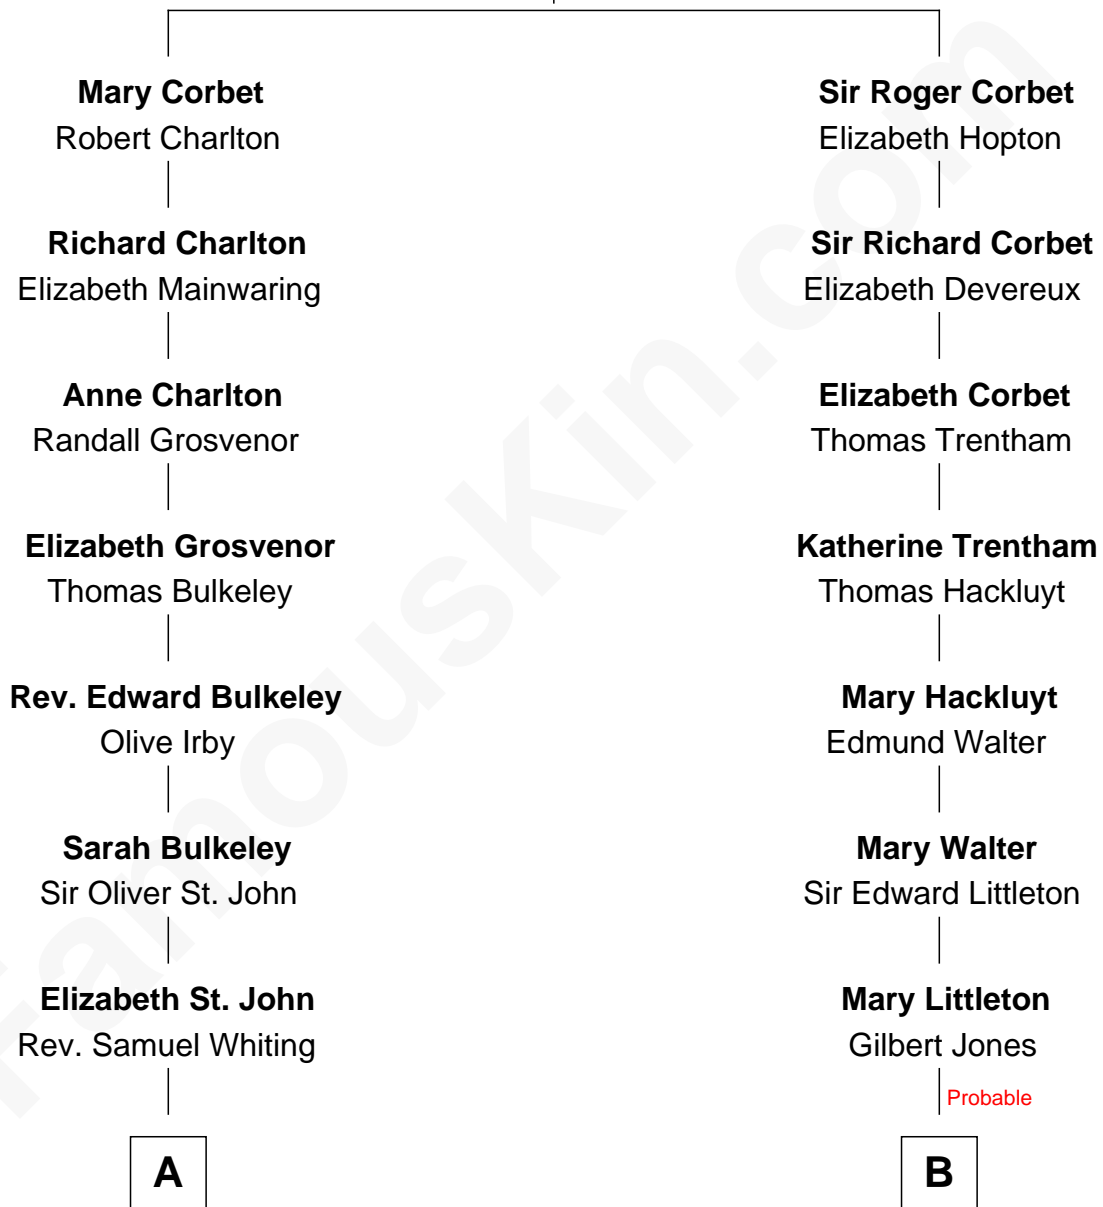 Mary Corbet
Robert Charlton
Richard Charlton
Elizabeth Mainwaring
Anne Charlton
Randall Grosvenor
Elizabeth Grosvenor
Thomas Bulkeley
Rev. Edward Bulkeley
Olive Irby
Sarah Bulkeley
Sir Oliver St. John
Elizabeth St. John
Rev. Samuel Whiting
A
Sir Roger Corbet
Elizabeth Hopton
Sir Richard Corbet
Elizabeth Devereux
Elizabeth Corbet
Thomas Trentham
Katherine Trentham
Thomas Hackluyt
Mary Hackluyt
Edmund Walter
Mary Walter
Sir Edward Littleton
Mary Littleton
Gilbert Jones
Probable
B
FamousKin.com